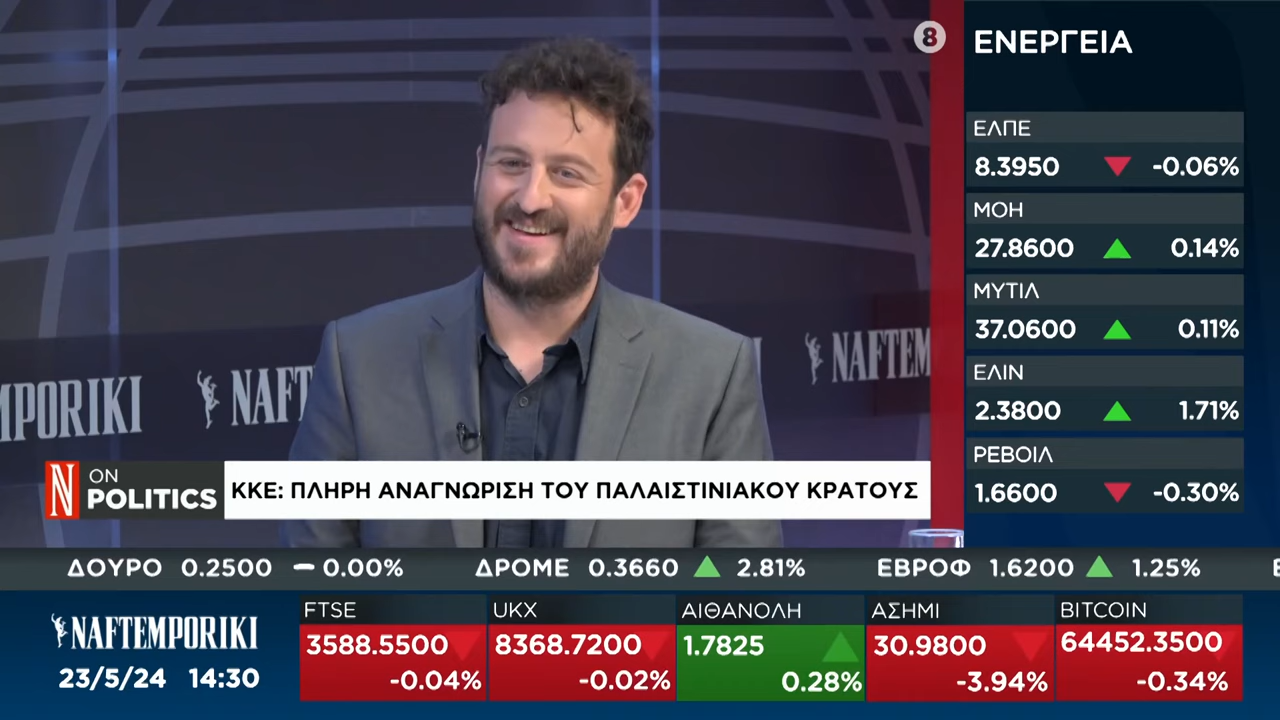 8
ΕΝΕΡΓΕΙΑ
ΕΛΠΕ
8.3950 -0.06%
ΜΟΗ
27.8600 0.14%
ΜΥΤΙΛ
37.0600 0.11%
ΕΛΙΝ
2.3800 1.71%
ΡΕΒΟΙΛ
1.6600 -0.30%
MPORIKI NAFT NAFTEM
N ON POLITICS
ΚΚΕ: ΠΛΗΡΗ ΑΝΑΓΝΩΡΙΣΗ ΤΟΥ ΠΑΛΑΙΣΤΙΝΙΑΚΟΥ ΚΡΑΤΟΥΣ
ΔΟΥΡΟ 0.2500 0.00% ΔΡΟΜΕ 0.3660 2.81% ΕΒΡΟΦ 1.6200 1.25%
NAFTEMPORIKI
23/5/24 14:30
FTSE
3588.5500
-0.04%
UKX
8368.7200
-0.02%
ΑΙΘΑΝΟΛΗ
1.7825
0.28%
ΑΣΗΜΙ
30.9800
-3.94%
BITCOIN
64452.3500
-0.34%